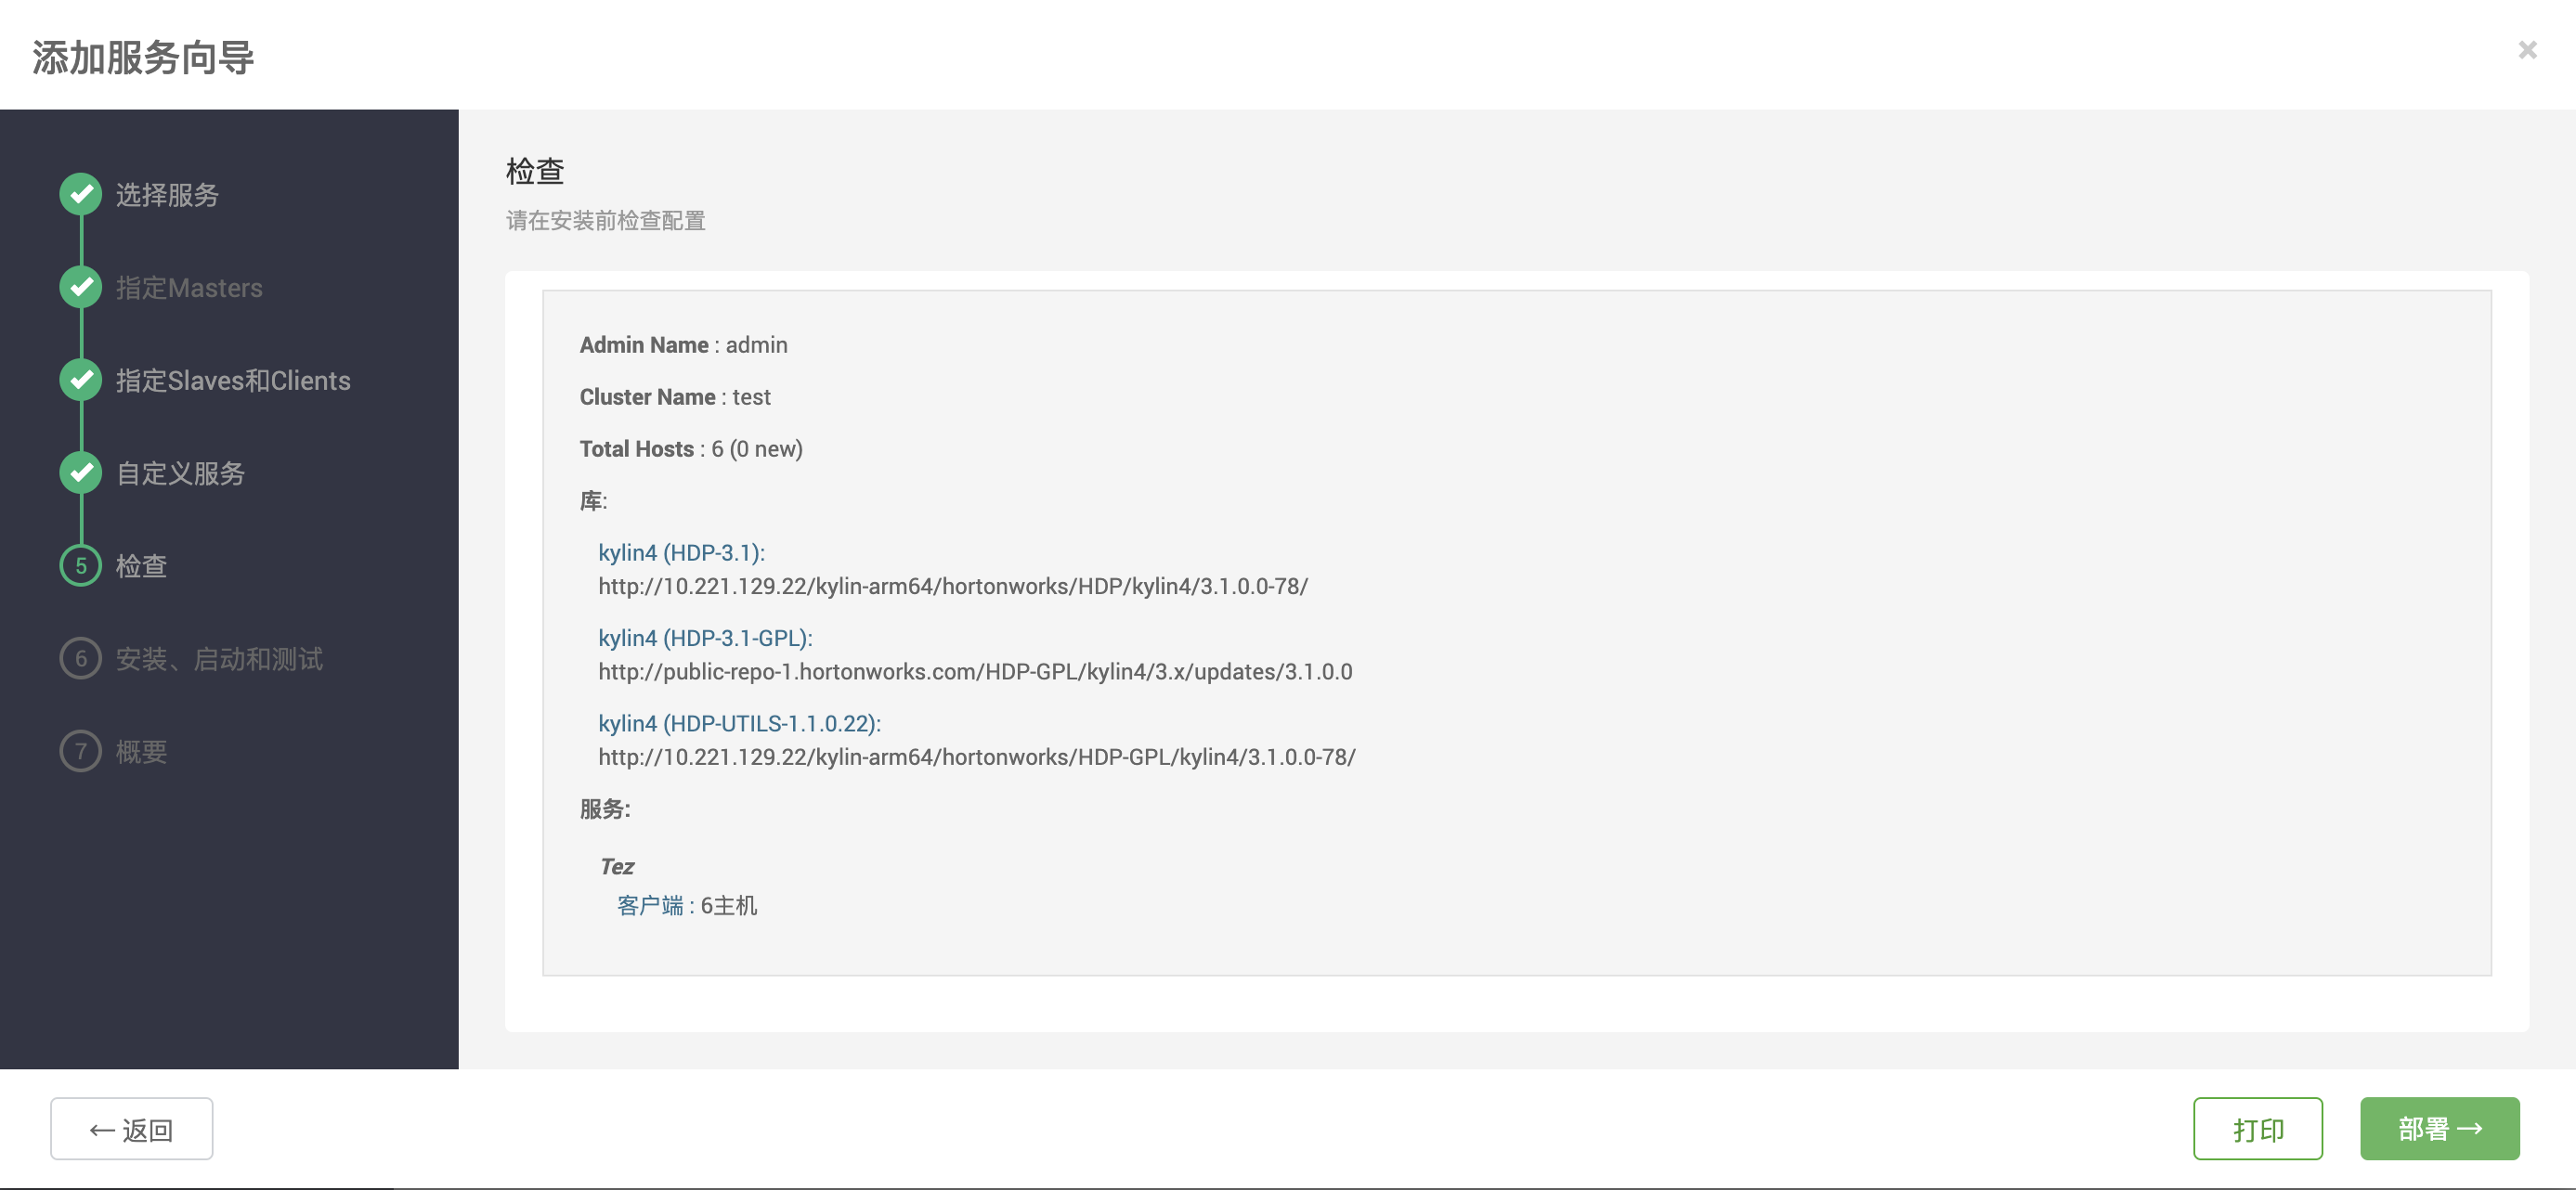 添加服务向导
×
选择服务
指定Masters
指定Slaves和Clients
自定义服务
5 检查
6 安装、启动和测试
7 概要
检查
请在安装前检查配置
Admin Name : admin
Cluster Name : test
Total Hosts : 6 (0 new)
库:
kylin4 (HDP-3.1):
http://10.221.129.22/kylin-arm64/hortonworks/HDP/kylin4/3.1.0.0-78/
kylin4 (HDP-3.1-GPL):
http://public-repo-1.hortonworks.com/HDP-GPL/kylin4/3.x/updates/3.1.0.0
kylin4 (HDP-UTILS-1.1.0.22):
http://10.221.129.22/kylin-arm64/hortonworks/HDP-GPL/kylin4/3.1.0.0-78/
服务:
Tez
客户端 : 6主机
←返回
打印
部署→